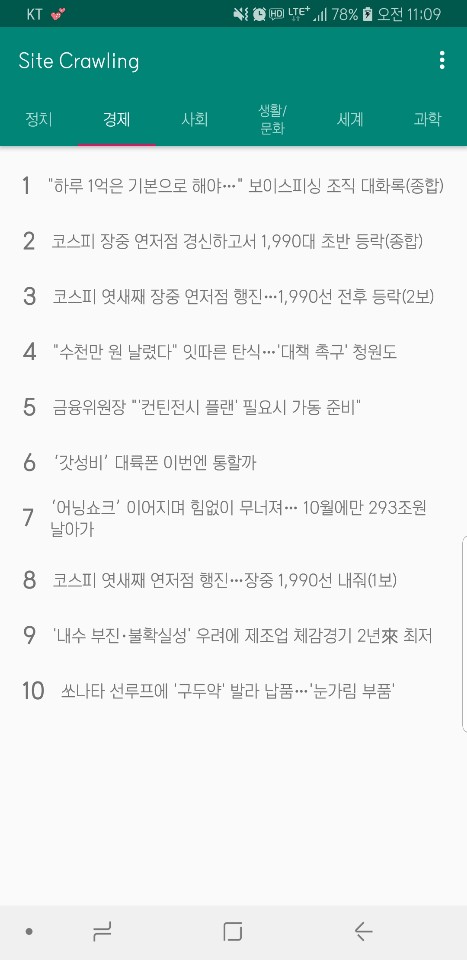 KT 💕 HD LTE+ 78% 오전 11:09
Site Crawling
정치 경제 사회 생활/
문화 세계 과학
1 "하루 1억은 기본으로 해야…" 보이스피싱 조직 대화록(종합)
2 코스피 장중 연저점 경신하고서 1,990대 초반 등락(종합)
3 코스피 엿새째 장중 연저점 행진…1,990선 전후 등락(2보)
4 "수천만 원 날렸다" 잇따른 탄식…'대책 촉구' 청원도
5 금융위원장 "'컨틴전시 플랜' 필요시 가동 준비"
6 ‘갓성비’ 대륙폰 이번엔 통할까
7 ‘어닝쇼크’ 이어지며 힘없이 무너져… 10월에만 293조원
날아가
8 코스피 엿새째 연저점 행진…장중 1,990선 내줘(1보)
9 '내수 부진·불확실성' 우려에 제조업 체감경기 2년來 최저
10 쏘나타 선루프에 '구두약' 발라 납품…'눈가림 부품'